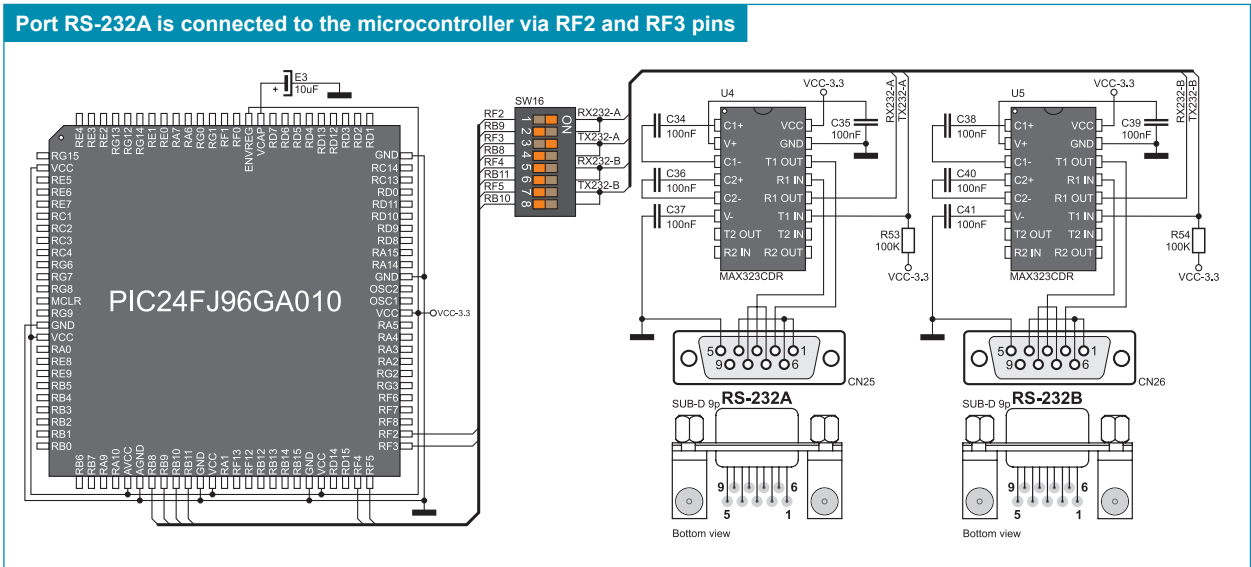 Port RS-232A is connected to the microcontroller via RF2 and RF3 pins
E3
10uF
+
RE4
RE3
RE2
RG13
RG12
RG14
RE1
RE0
RA7
RA6
RG0
RG1
RF1
RF0
ENVREG
VCAP
RD7
RD6
RD5
RD4
RD13
RD12
RD3
RD2
RD1
RG15
VCC
RE5
RE6
RE7
RC1
RC2
RC3
RC4
RG6
RG7
RG8
MCLR
RG9
GND
VCC
RA0
RE8
RE9
RB5
RB4
RB3
RB2
RB1
RB0
PIC24FJ96GA010
GND
RC14
RC13
RD0
RD11
RD10
RD9
RD8
RA15
RA14
GND
OSC2
OSC1
VCC
RA5
RA4
RA3
RA2
RG2
RG3
RF6
RF7
RF8
RF2
RF3
VCC-3.3
RB6
RB7
RA9
RA10
AVCC
AGND
RB8
RB9
RB10
RB11
GND
VCC
RA1
RF13
RF12
RB12
RB13
RB14
RB15
GND
VCC
RD14
RD15
RF4
RF5
SW16
RF2
RB9
RF3
RB8
RF4
RB11
RF5
RB10
1
2
3
4
5
6
7
8
ON
RX232-A
TX232-A
RX232-B
TX232-B
U4
VCC-3.3
RX232-A
TX232-A
C34
100nF
C35
100nF
C36
100nF
C37
100nF
C1+
V+
C1-
C2+
C2-
V-
T2 OUT
R2 IN
VCC
GND
T1 OUT
R1 IN
R1 OUT
T1 IN
T2 IN
R2 OUT
MAX323CDR
R53
100K
VCC-3.3
5
1
9
6
CN25
SUB-D 9p RS-232A
9
6
5
1
Bottom view
U5
VCC-3.3
RX232-B
TX232-B
C38
100nF
C39
100nF
C40
100nF
C41
100nF
C1+
V+
C1-
C2+
C2-
V-
T2 OUT
R2 IN
VCC
GND
T1 OUT
R1 IN
R1 OUT
T1 IN
T2 IN
R2 OUT
MAX323CDR
R54
100K
VCC-3.3
5
1
9
6
CN26
SUB-D 9p RS-232B
9
6
5
1
Bottom view